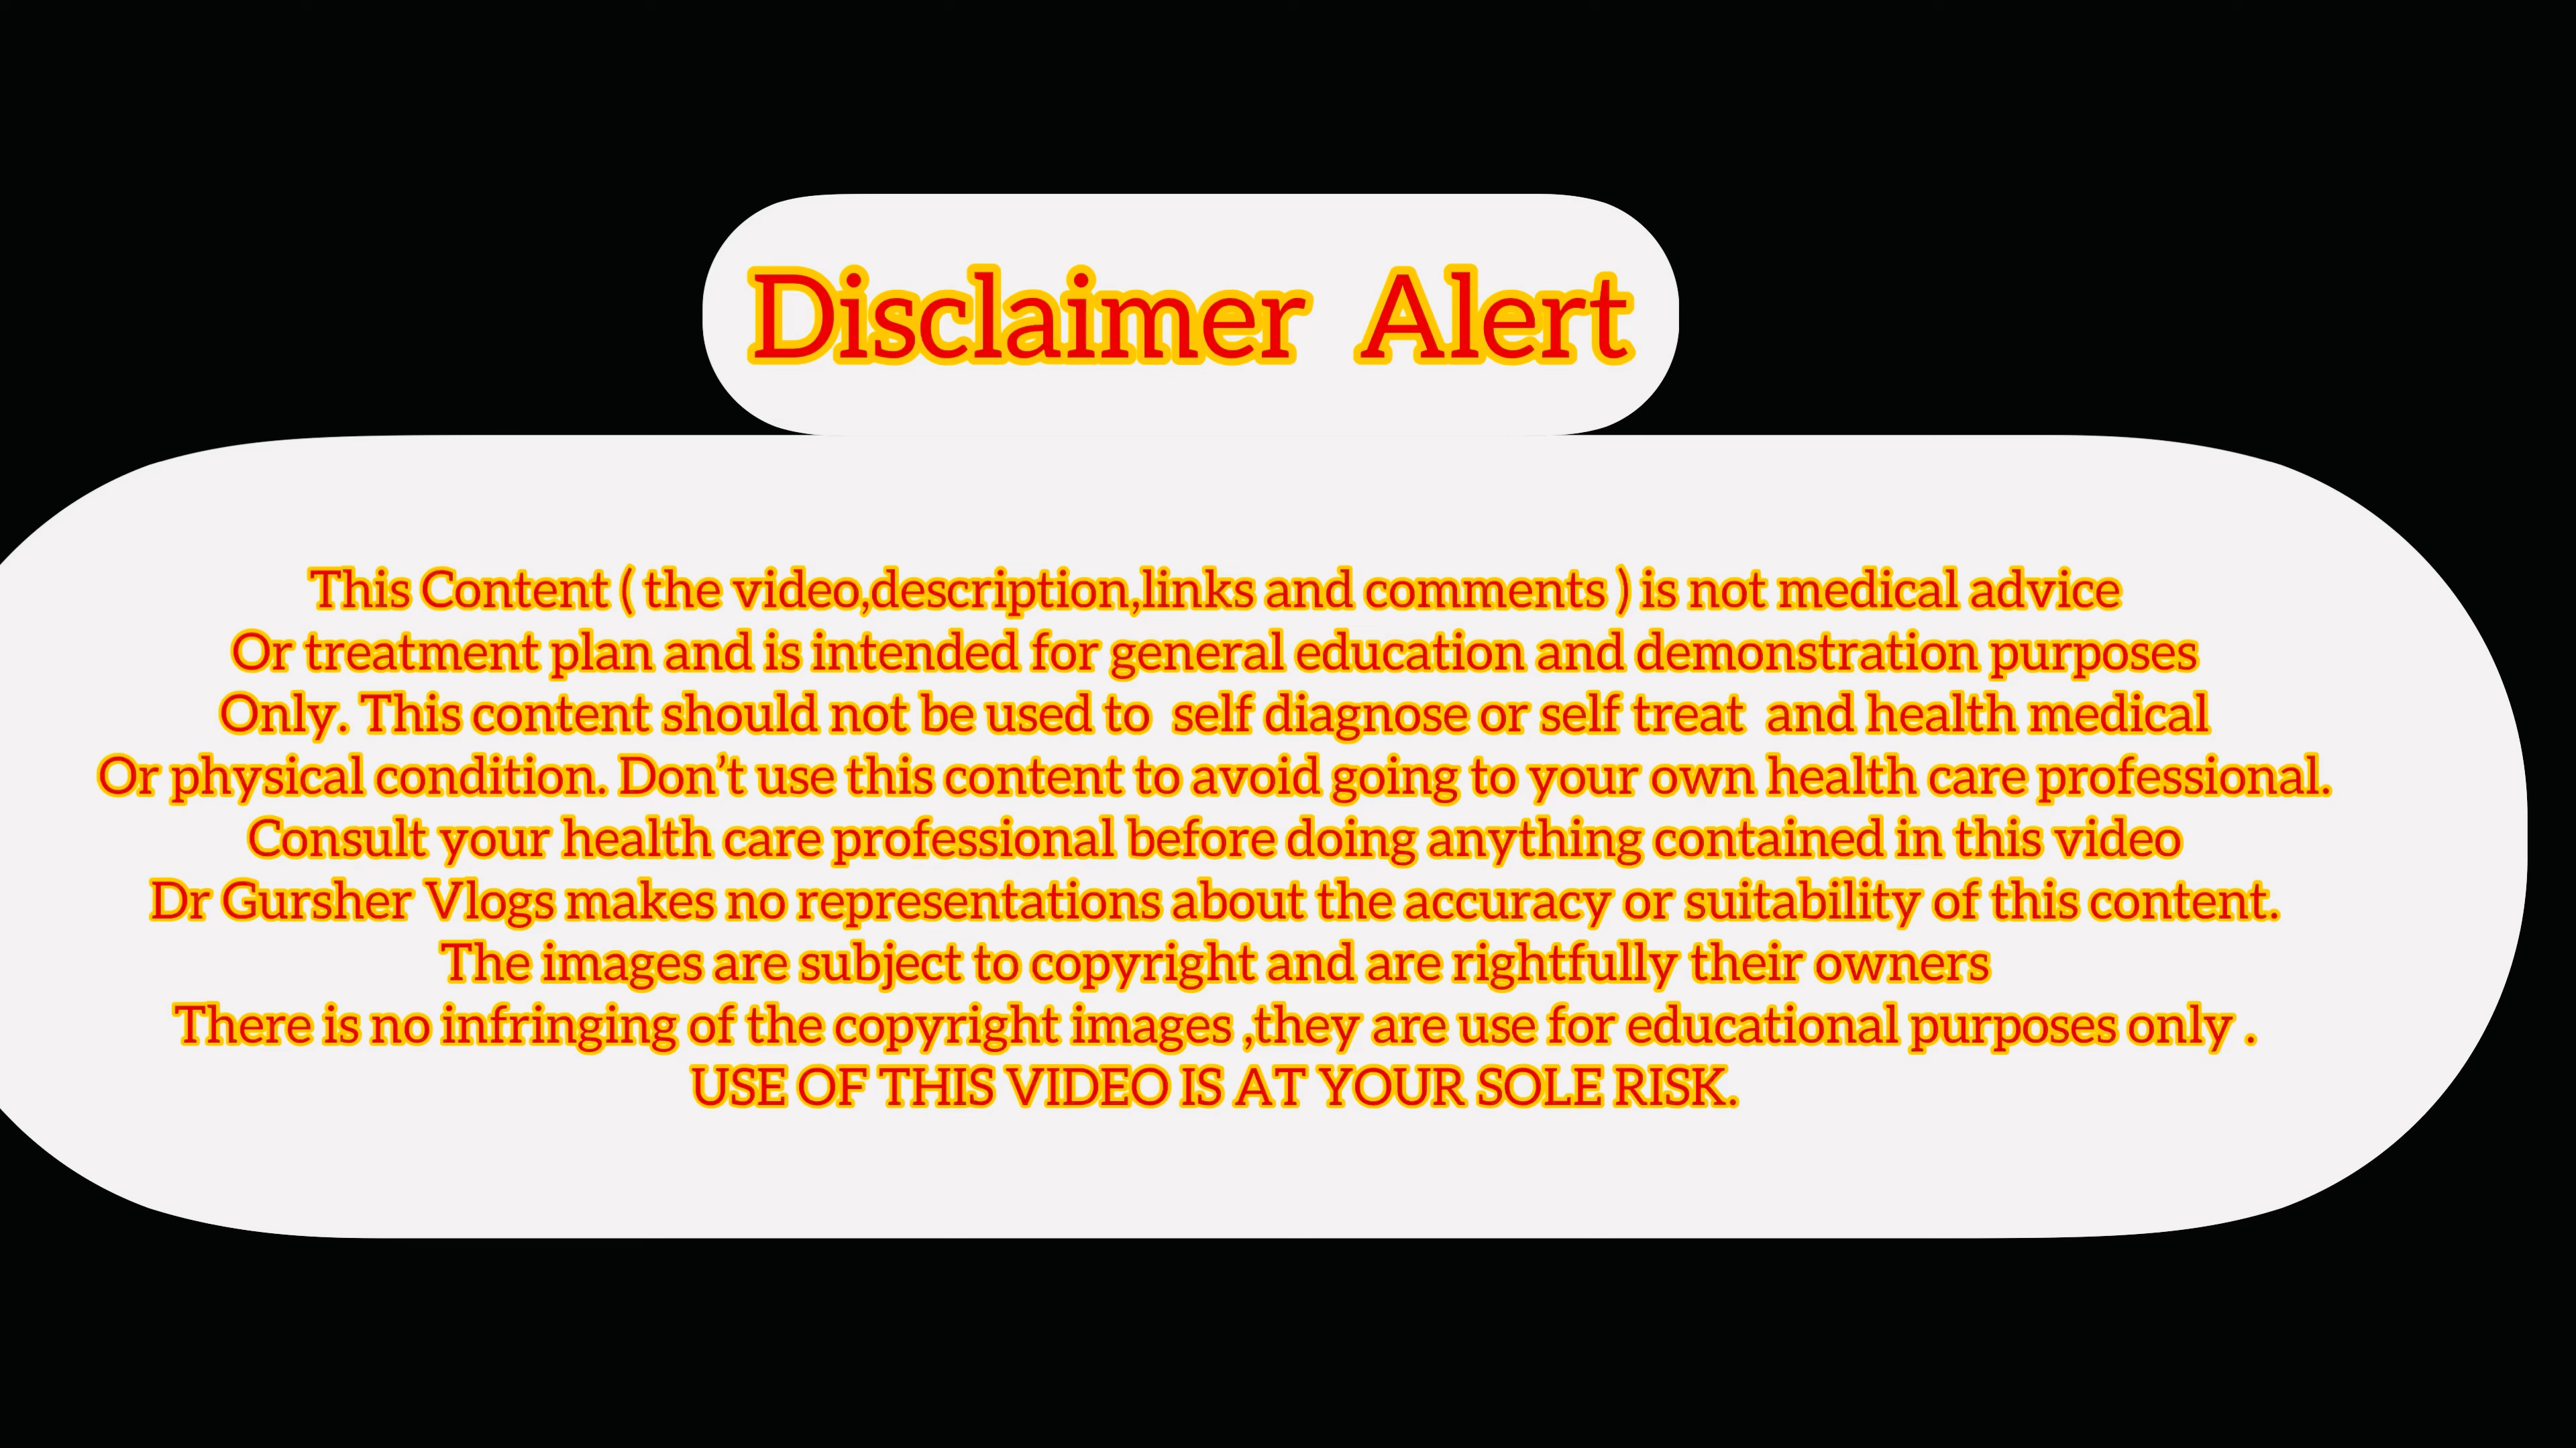 Disclaimer Alert
This Content ( the video,description,links and comments ) is not medical advice
Or treatment plan and is intended for general education and demonstration purposes
Only. This content should not be used to self diagnose or self treat and health medical
Or physical condition. Don’t use this content to avoid going to your own health care professional.
Consult your health care professional before doing anything contained in this video
Dr Gursher Vlogs makes no representations about the accuracy or suitability of this content.
The images are subject to copyright and are rightfully their owners
There is no infringing of the copyright images ,they are use for educational purposes only .
USE OF THIS VIDEO IS AT YOUR SOLE RISK.